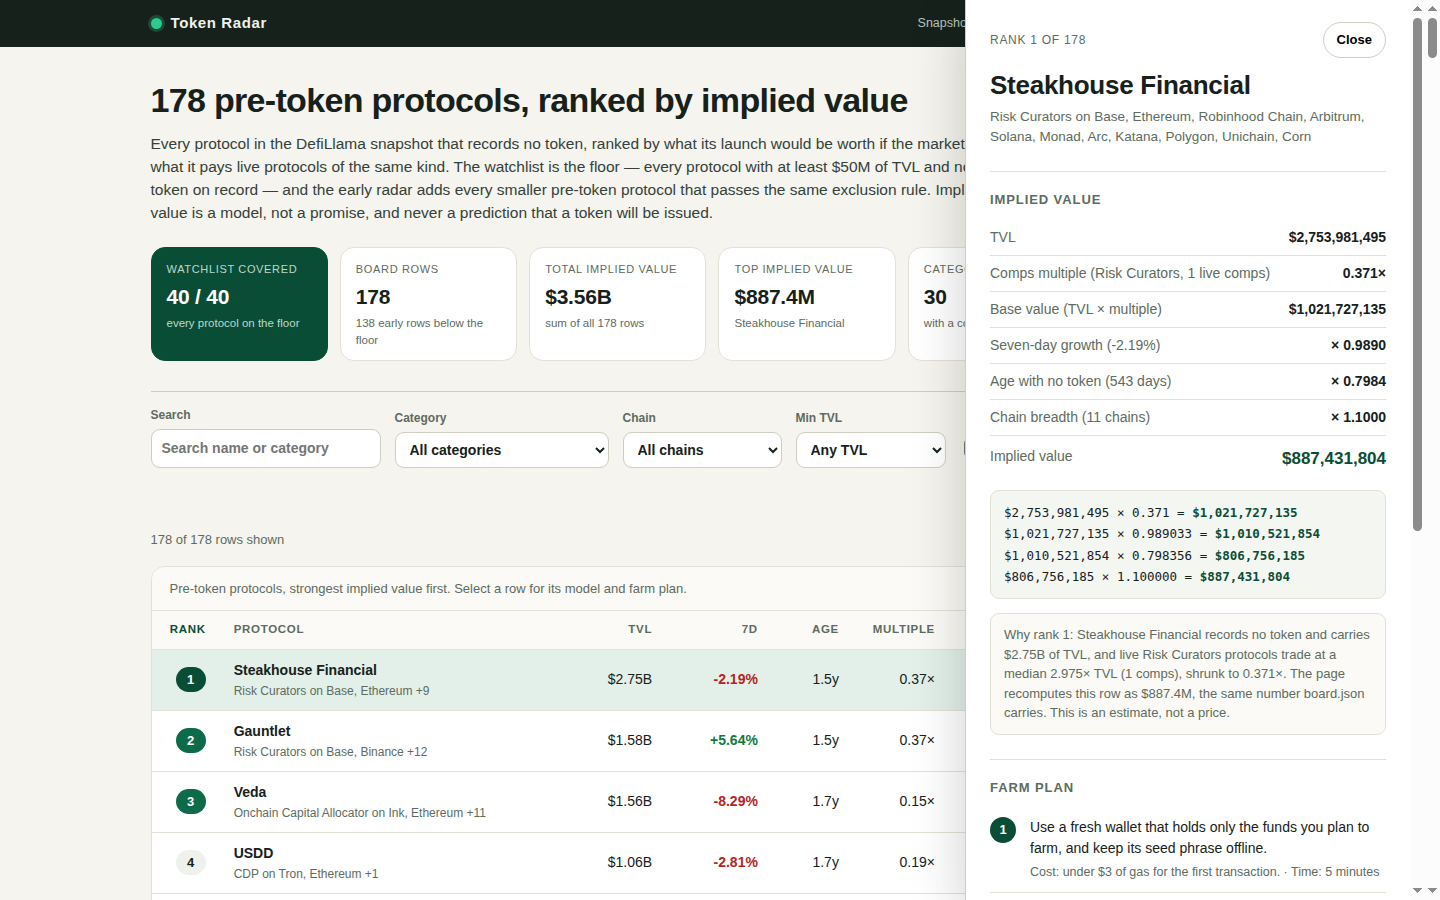 Token Radar
178 pre-token protocols, ranked by implied value
Every protocol in the DefiLlama snapshot that records no token, ranked by what its launch would be worth if the market
what it pays live protocols of the same kind. The watchlist is the floor — every protocol with at least $50M of TVL and
token on record — and the early radar adds every smaller pre-token protocol that passes the same exclusion rule.
value is a model, not a promise, and never a prediction that a token will be issued.
WATCHLIST COVERED
40 / 40
every protocol on the floor
BOARD ROWS
178
138 early rows below the
floor
TOTAL IMPLIED VALUE
$3.56B
sum of all 178 rows
TOP IMPLIED VALUE
$887.4M
Steakhouse Financial
30
with a
Search
Search name or category
Category
All categories
Chain
All chains
Min TVL
Any TVL
178 of 178 rows shown
Pre-token protocols, strongest implied value first. Select a row for its model and farm plan.
RANK PROTOCOL TVL 7D AGE MULTIPLE
1 Steakhouse Financial $2.75B -2.19% 1.5y 0.37×
Risk Curators on Base, Ethereum +9
2 Gauntlet $1.58B +5.64% 1.5y 0.37×
Risk Curators on Base, Binance +12
3 Veda $1.56B -8.29% 1.7y 0.15×
Onchain Capital Allocator on Ink, Ethereum +11
4 USDD $1.06B -2.81% 1.7y 0.19×
CDP on Tron, Ethereum +1
RANK 1 OF 178
Close
Steakhouse Financial
Risk Curators on Base, Ethereum, Robinhood Chain, Arbitrum,
Solana, Monad, Arc, Katana, Polygon, Unichain, Corn
IMPLIED VALUE
TVL $2,753,981,495
Comps multiple (Risk Curators, 1 live comps) 0.371×
Base value (TVL × multiple) $1,021,727,135
Seven-day growth (-2.19%) × 0.9890
Age with no token (543 days) × 0.7984
Chain breadth (11 chains) × 1.1000
Implied value $887,431,804
$2,753,981,495 × 0.371 = $1,021,727,135
$1,021,727,135 × 0.989033 = $1,010,521,854
$1,010,521,854 × 0.798356 = $806,756,185
$806,756,185 × 1.100000 = $887,431,804
Why rank 1: Steakhouse Financial records no token and carries
$2.75B of TVL, and live Risk Curators protocols trade at a
median 2.975× TVL (1 comps), shrunk to 0.371×. The page
recomputes this row as $887.4M, the same number board.json
carries. This is an estimate, not a price.
FARM PLAN
1 Use a fresh wallet that holds only the funds you plan to
farm, and keep its seed phrase offline.
Cost: under $3 of gas for the first transaction. · Time: 5 minutes